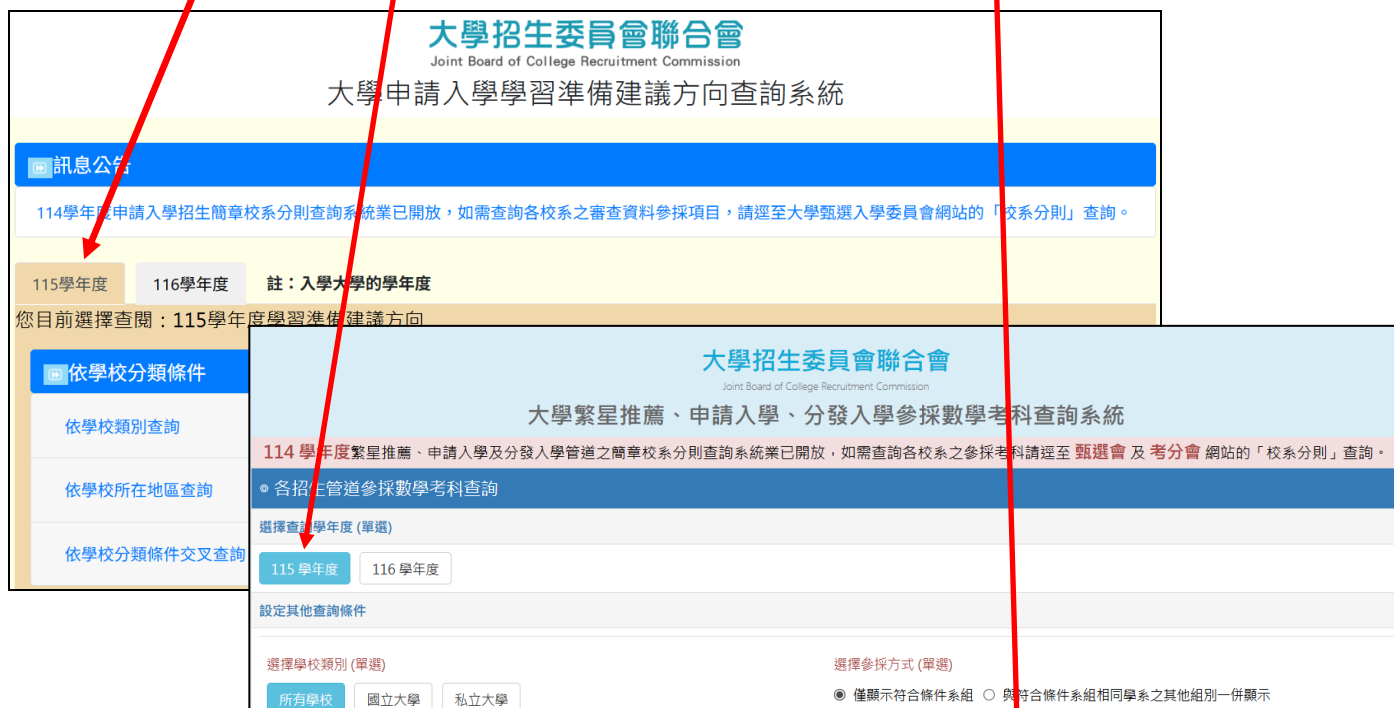 大學招生委員會聯合會
Joint Board of College Recruitment Commission
大學申請入學學習準備建議方向查詢系統
訊息公告
114學年度申請入學招生簡章校系分則查詢系統業已開放，如需查詢各校系之審查資料參採項目，請逕至大學甄選入學委員會網站的「校系分則」查詢。
115學年度 116學年度 註：入學大學的學年度
您目前選擇查閱：115學年度學習準備建議方向
依學校分類條件
依學校類別查詢
依學校所在地區查詢
依學校分類條件交叉查詢
大學招生委員會聯合會
Joint Board of College Recruitment Commission
大學繁星推薦、申請入學、分發入學參採數學考科查詢系統
114 學年度繁星推薦、申請入學及分發入學管道之簡章校系分則查詢系統業已開放，如需查詢各校系之參採考科請逕至 甄選會 及 考分會 網站的「校系分則」查詢。
各招生管道參採數學考科查詢
選擇查詢學年度 (單選)
115 學年度 116 學年度
設定其他查詢條件
選擇學校類別 (單選)
所有學校 國立大學 私立大學
選擇參採方式 (單選)
僅顯示符合條件系組 與符合條件系組相同學系之其他組別一併顯示